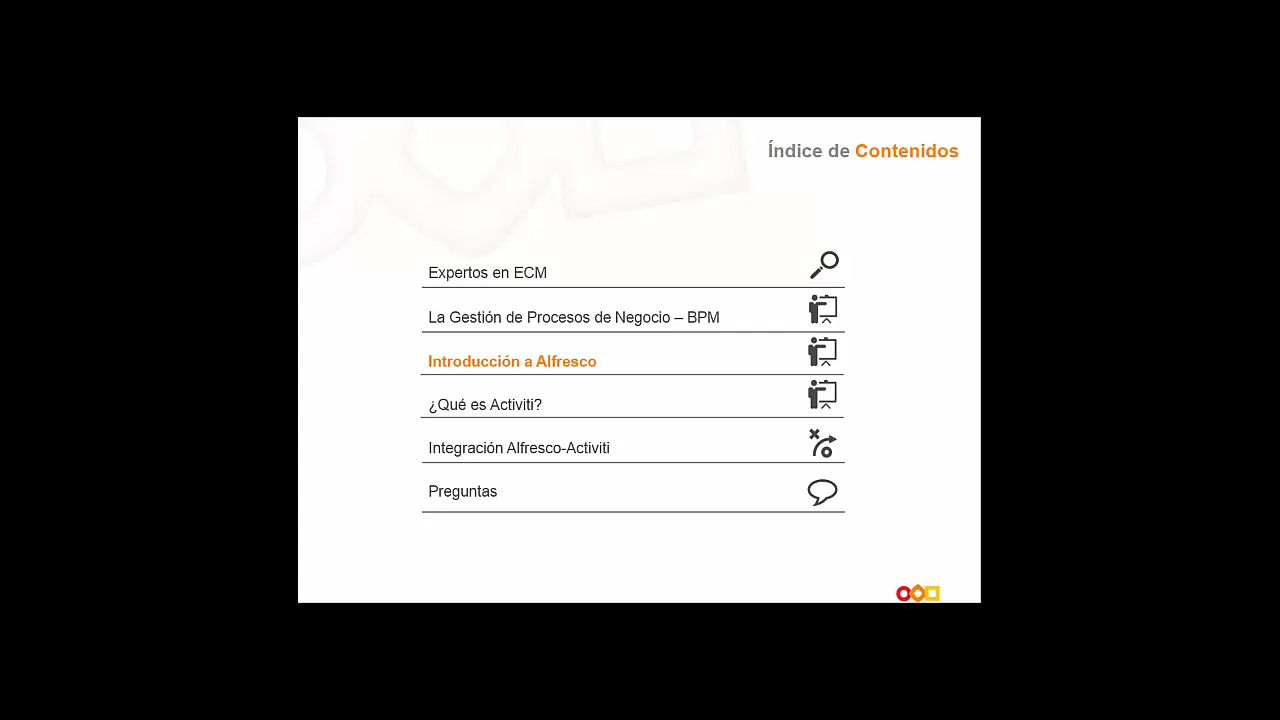 Índice de Contenidos
Expertos en ECM
La Gestión de Procesos de Negocio – BPM
Introducción a Alfresco
¿Qué es Activiti?
Integración Alfresco-Activiti
Preguntas